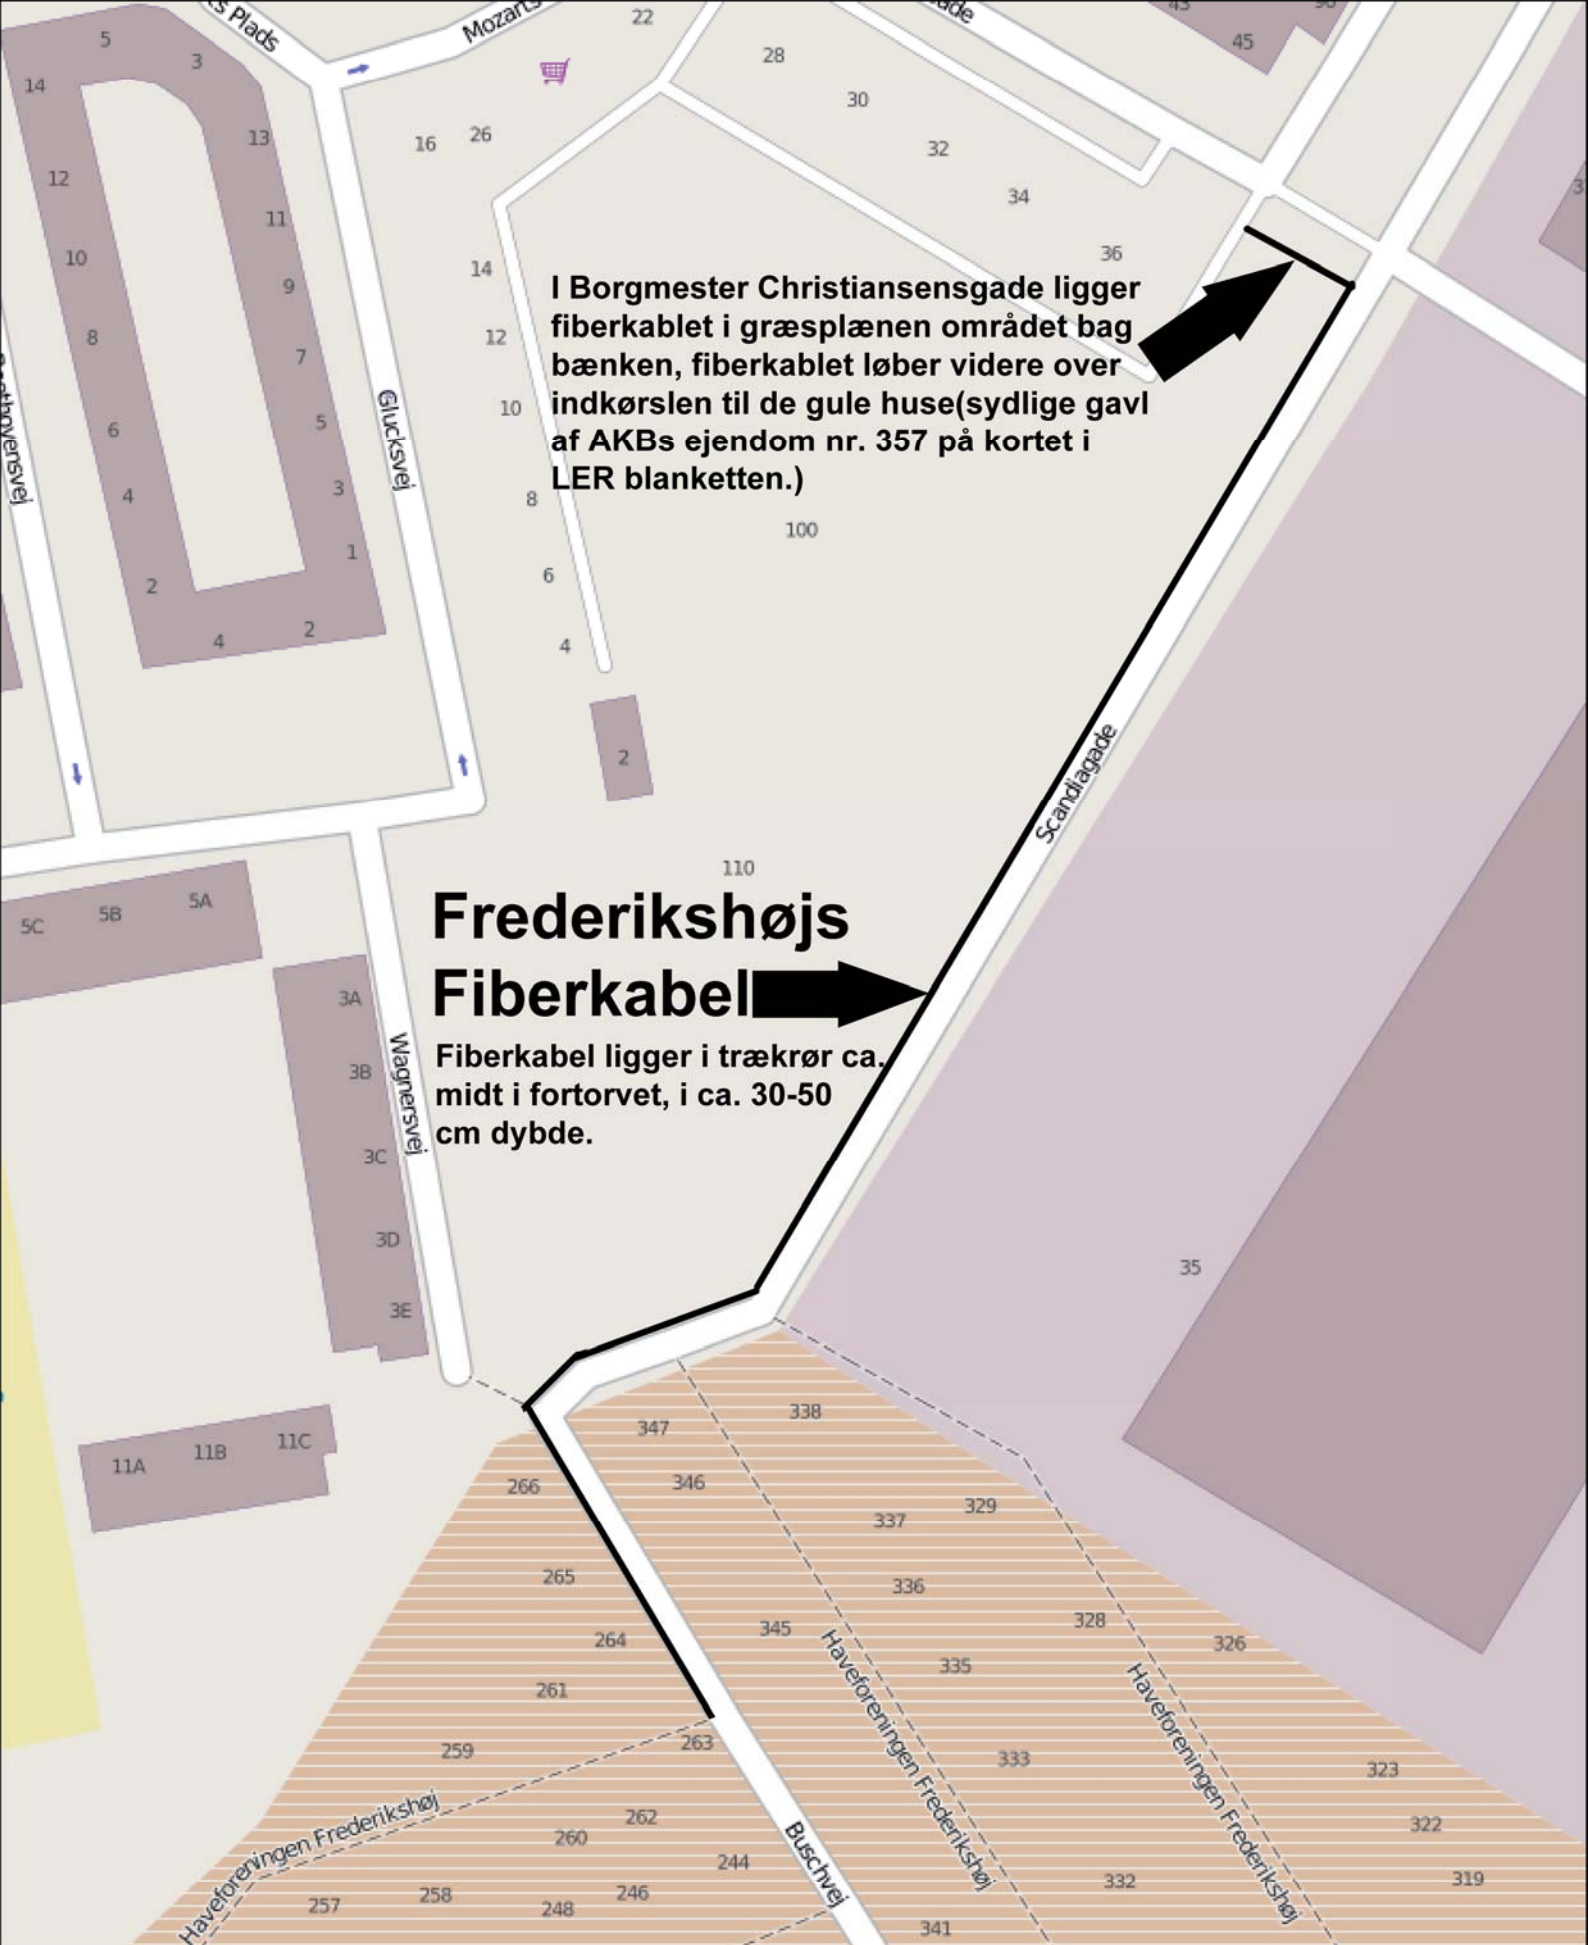 s Plads
Mozarts
ade
22
43
45
5
3
14
28
30
13
16
26
32
12
34
11
36
10
14
9
I Borgmester Christiansensgade ligger
fiberkablet i græsplænen området bag
bænken, fiberkablet løber videre over
indkørslen til de gule huse(sydlige gavl
af AKBs ejendom nr. 357 på kortet i
LER blanketten.)
8
12
7
Glucksvej
10
6
5
4
3
8
100
1
2
6
4
2
4
2
Scandiagade
110
5C
5B
5A
Frederikshøjs
Fiberkabel
Fiberkabel ligger i trækrør ca.
midt i fortorvet, i ca. 30-50
cm dybde.
3A
3B
Wagnersvej
3C
3D
3E
35
11A
11B
11C
338
347
266
346
329
337
265
336
328
345
264
326
335
261
263
259
333
323
Haveforeningen Frederikshøj
Haveforeningen Frederikshøj
Haveforeningen Frederikshøj
262
260
322
244
Buschvej
332
319
257
258
246
248
341